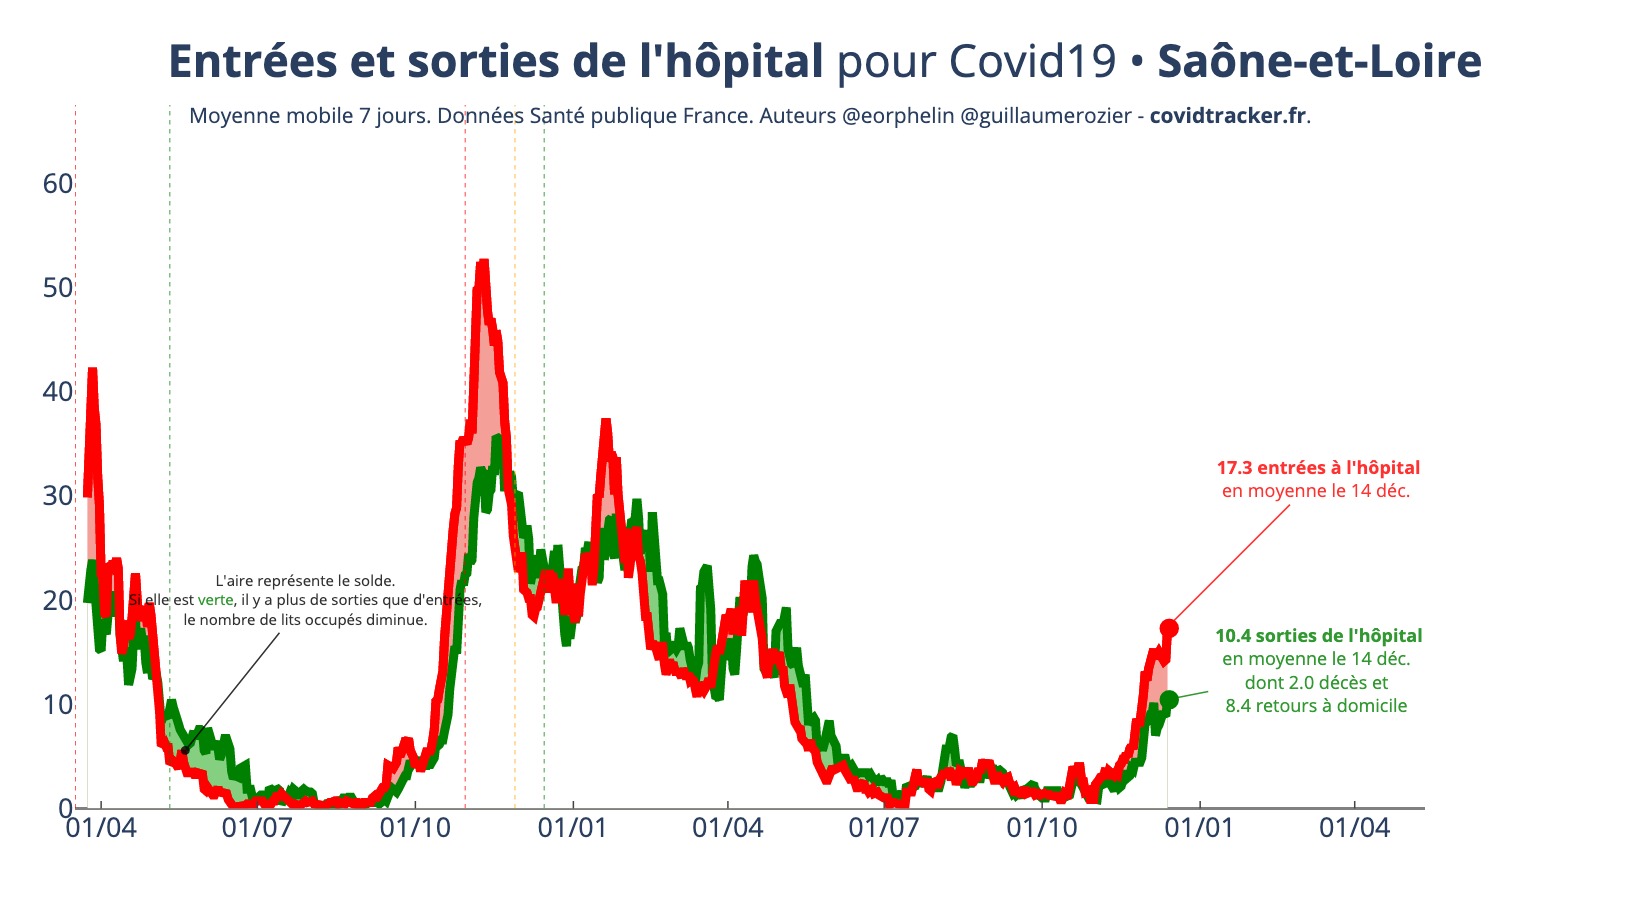 Entrées et sorties de l'hôpital pour Covid19 • Saône-et-Loire
Moyenne mobile 7 jours. Données Santé publique France. Auteurs @eorphelin @guillaumerozier - covidtracker.fr.
60
50
40
30
20
10
0
17.3 entrées à l'hôpital
en moyenne le 14 déc.
L'aire représente le solde.
Si elle est verte, il y a plus de sorties que d'entrées,
le nombre de lits occupés diminue.
10.4 sorties de l'hôpital
en moyenne le 14 déc.
dont 2.0 décès et
8.4 retours à domicile
01/04 01/07 01/10 01/01 01/04 01/07 01/10 01/01 01/04